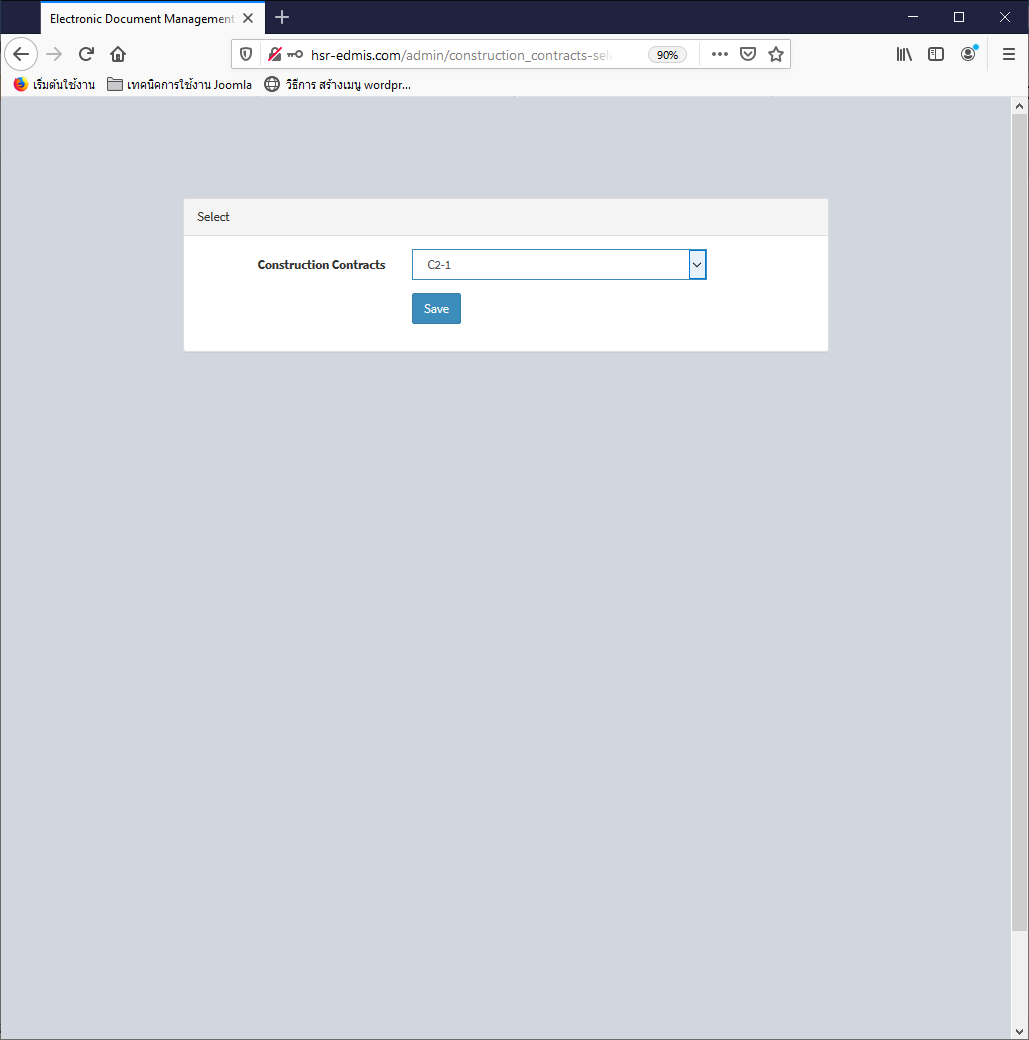 Electronic Document Management
hsr-edmis.com/admin/construction_contracts-sele
90%
เริ่มต้นใช้งาน
เทคนิคการใช้งาน Joomla
วิธีการ สร้างเมนู wordpr...
Select
Construction Contracts
C2-1
Save